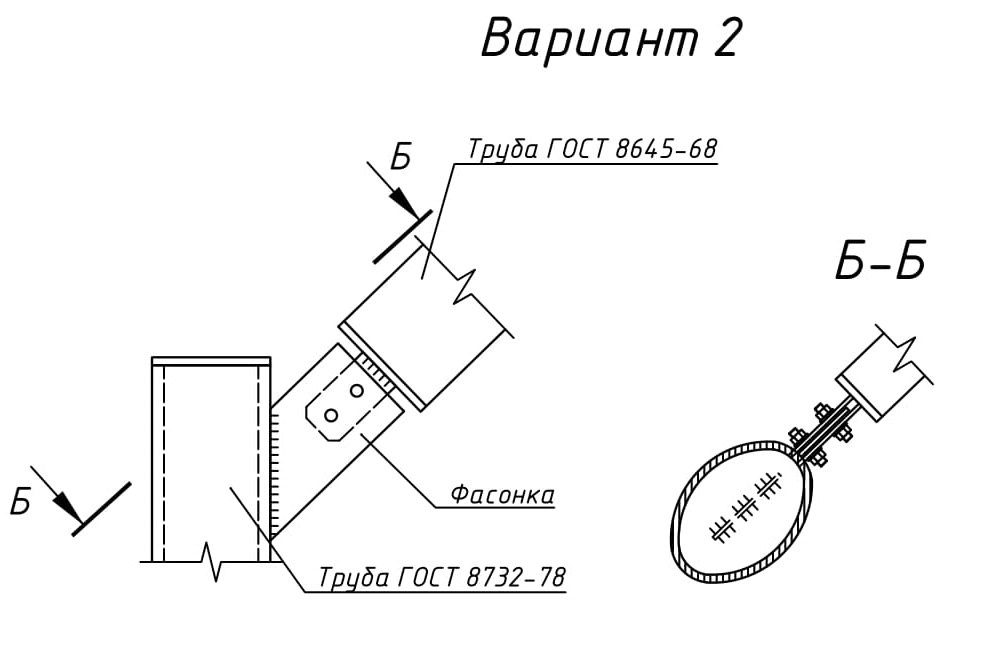 Вариант 2
Труба ГОСТ 8645-68
Б
Б-Б
Б
Фасонка
Труба ГОСТ 8732-78